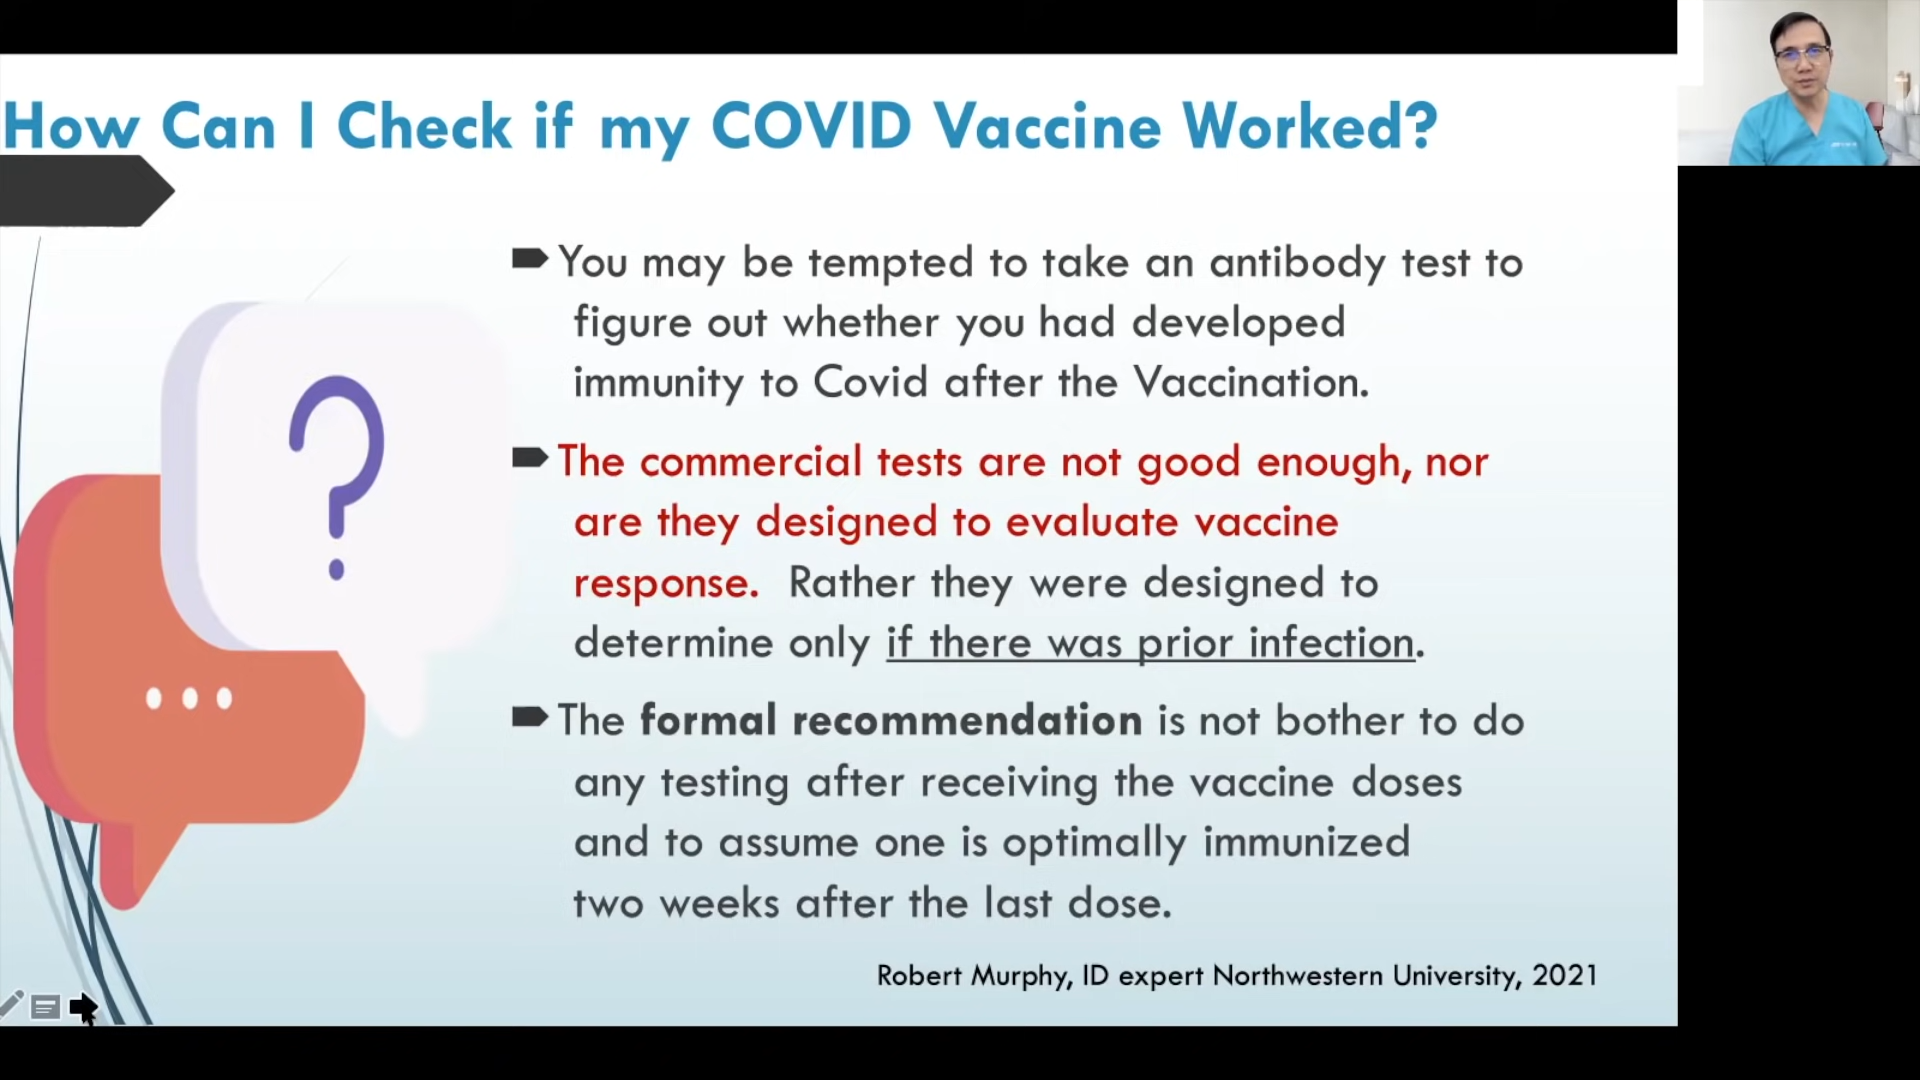 How Can I Check if my COVID Vaccine Worked?
You may be tempted to take an antibody test to
figure out whether you had developed
immunity to Covid after the Vaccination.
The commercial tests are not good enough, nor
are they designed to evaluate vaccine
response. Rather they were designed to
determine only if there was prior infection.
The formal recommendation is not bother to do
any testing after receiving the vaccine doses
and to assume one is optimally immunized
two weeks after the last dose.
Robert Murphy, ID expert Northwestern University, 2021